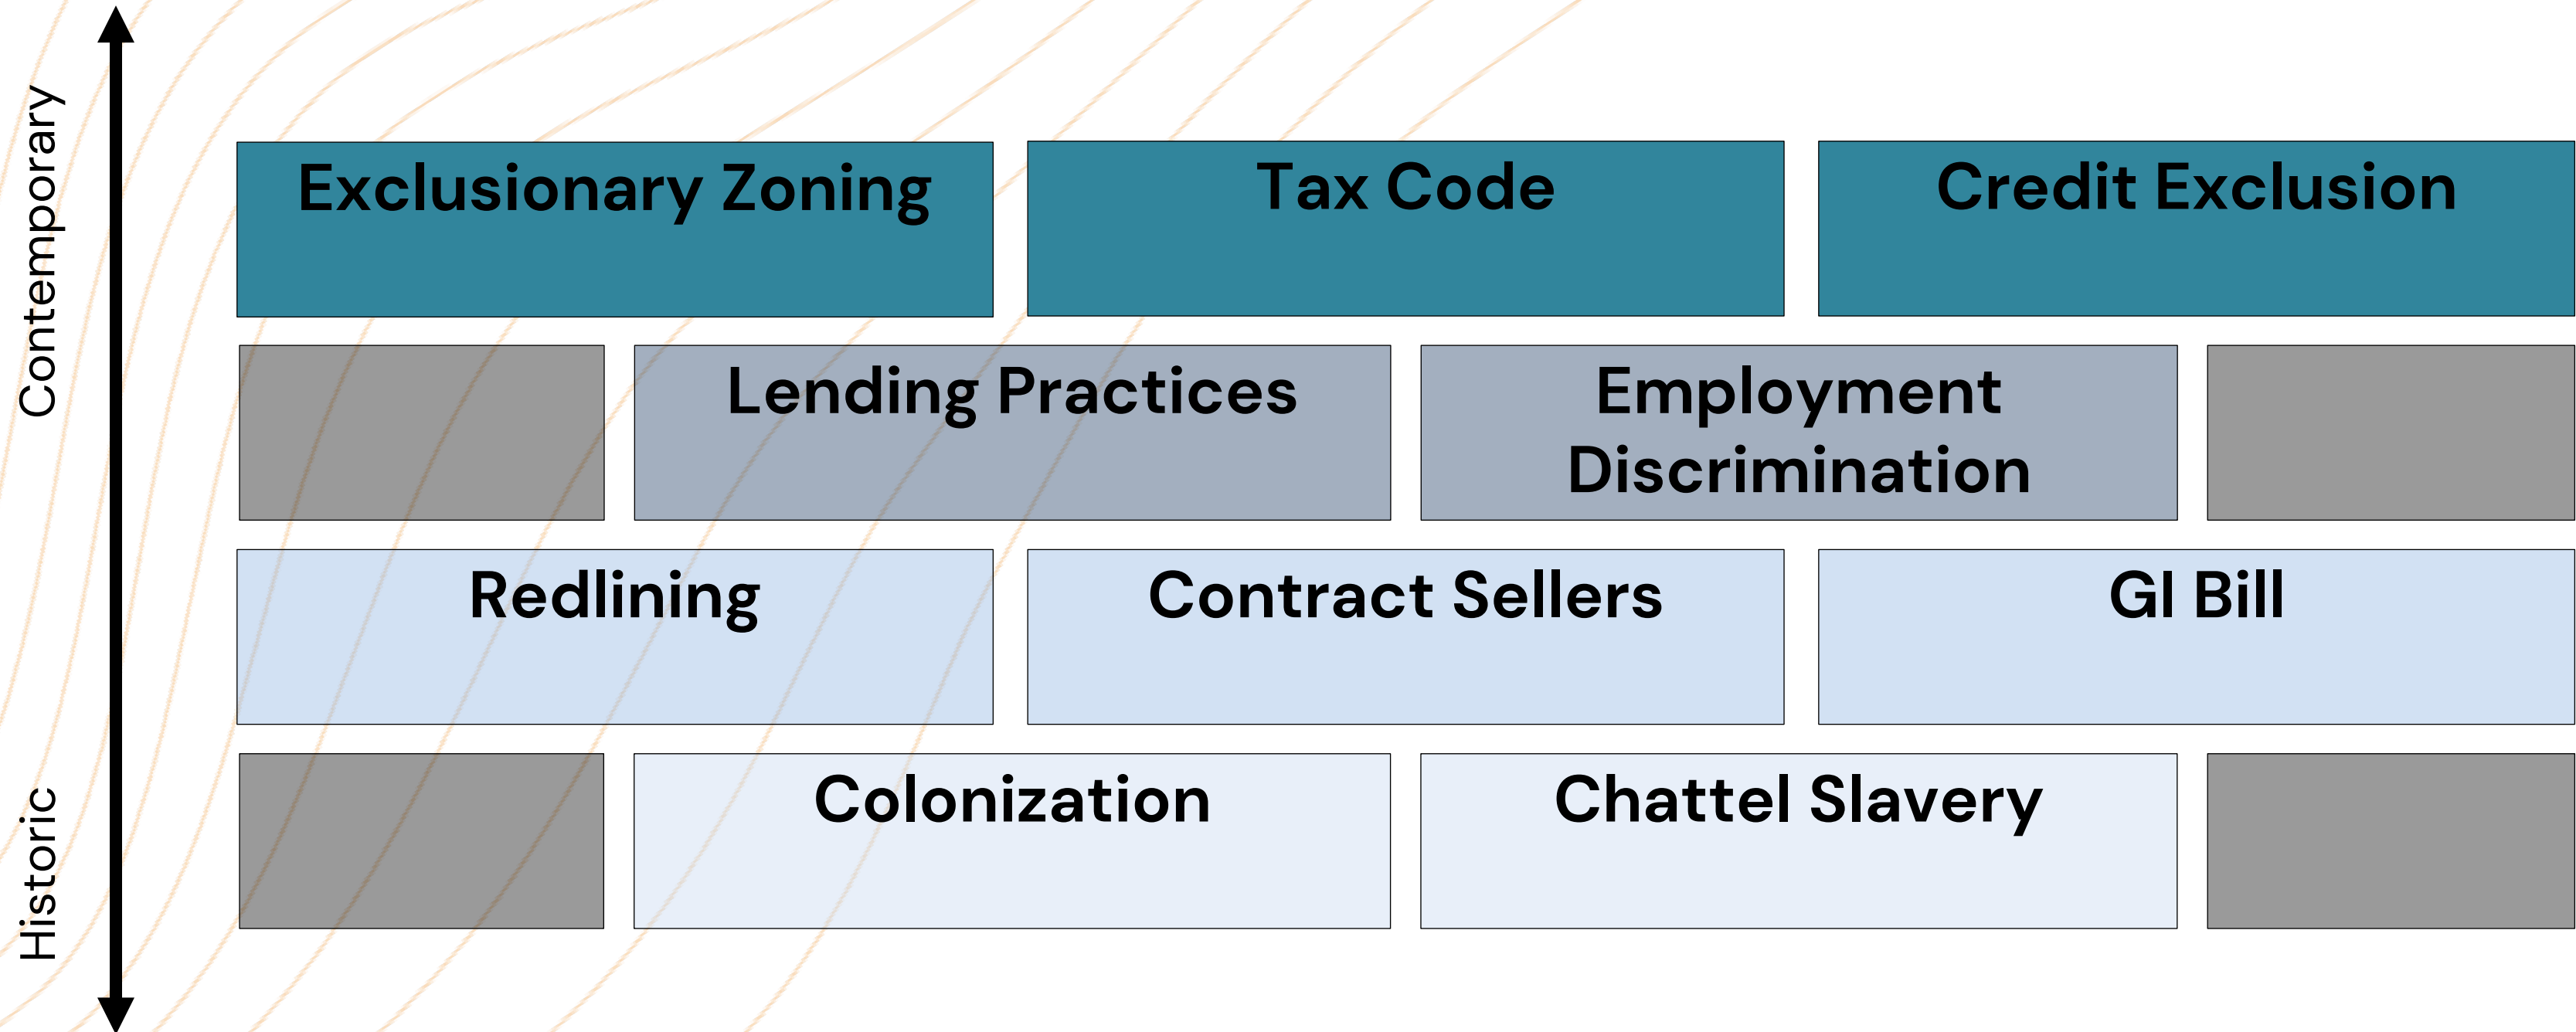 Contemporary
Exclusionary Zoning
Tax Code
Credit Exclusion
Lending Practices
Employment
Discrimination
Redlining
Contract Sellers
GI Bill
Historic
Colonization
Chattel Slavery